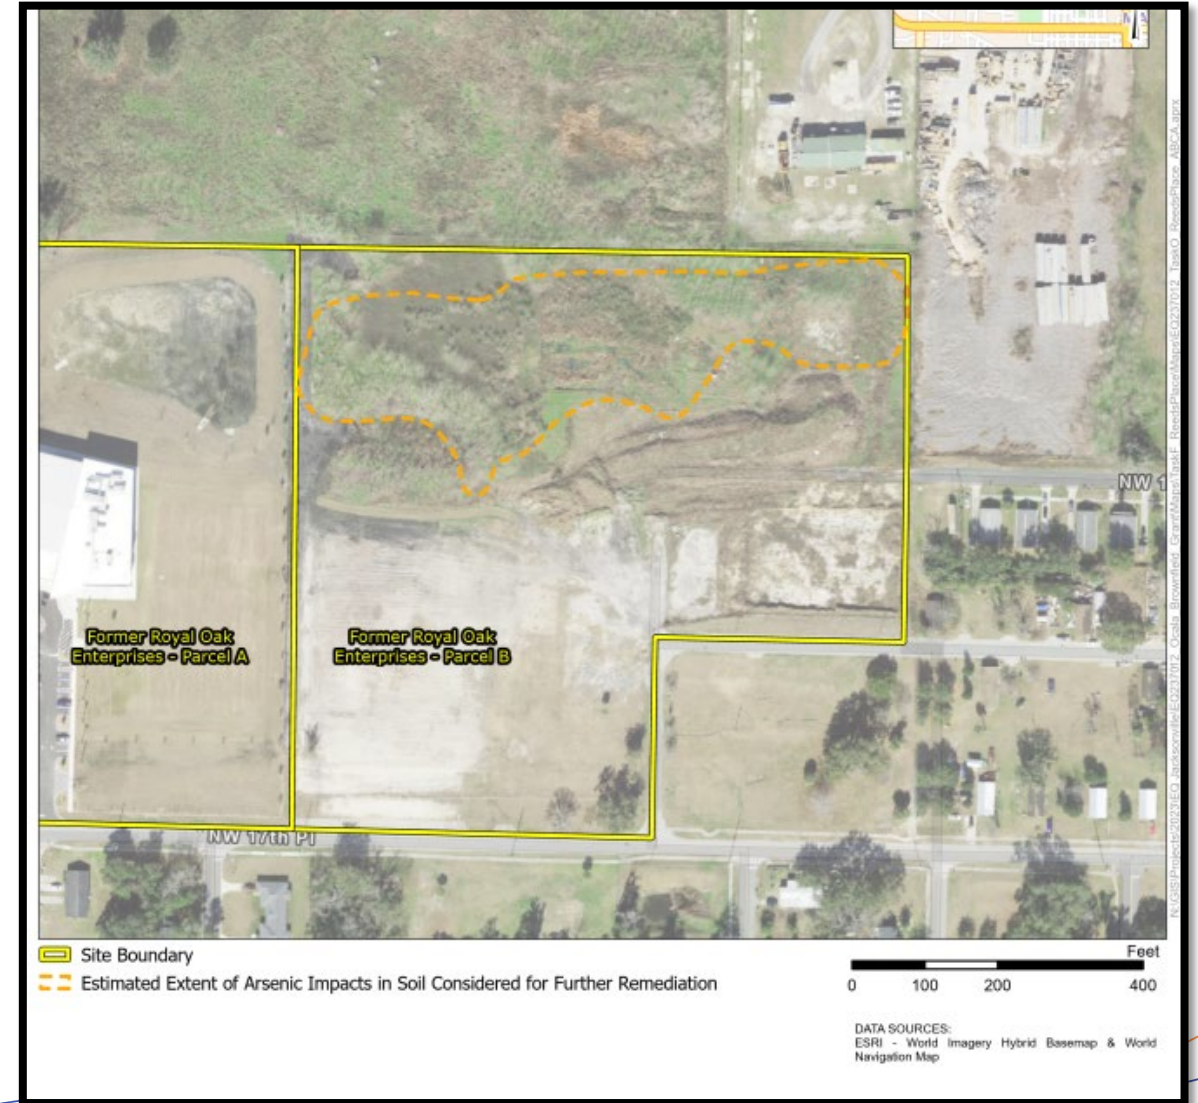 NW 1
Former Royal Oak
Enterprises - Parcel A
Former Royal Oak
Enterprises - Parcel B
NW 17th Pl
Site Boundary
Estimated Extent of Arsenic Impacts in Soil Considered for Further Remediation
Feet
0 100 200 400
DATA SOURCES:
ESRI - World Imagery Hybrid Basemap & World
Navigation Map